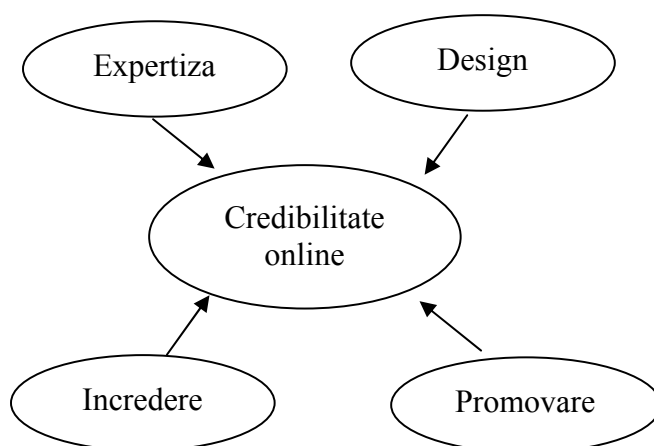 Expertiza
Design
Credibilitate
online
Incredere
Promovare